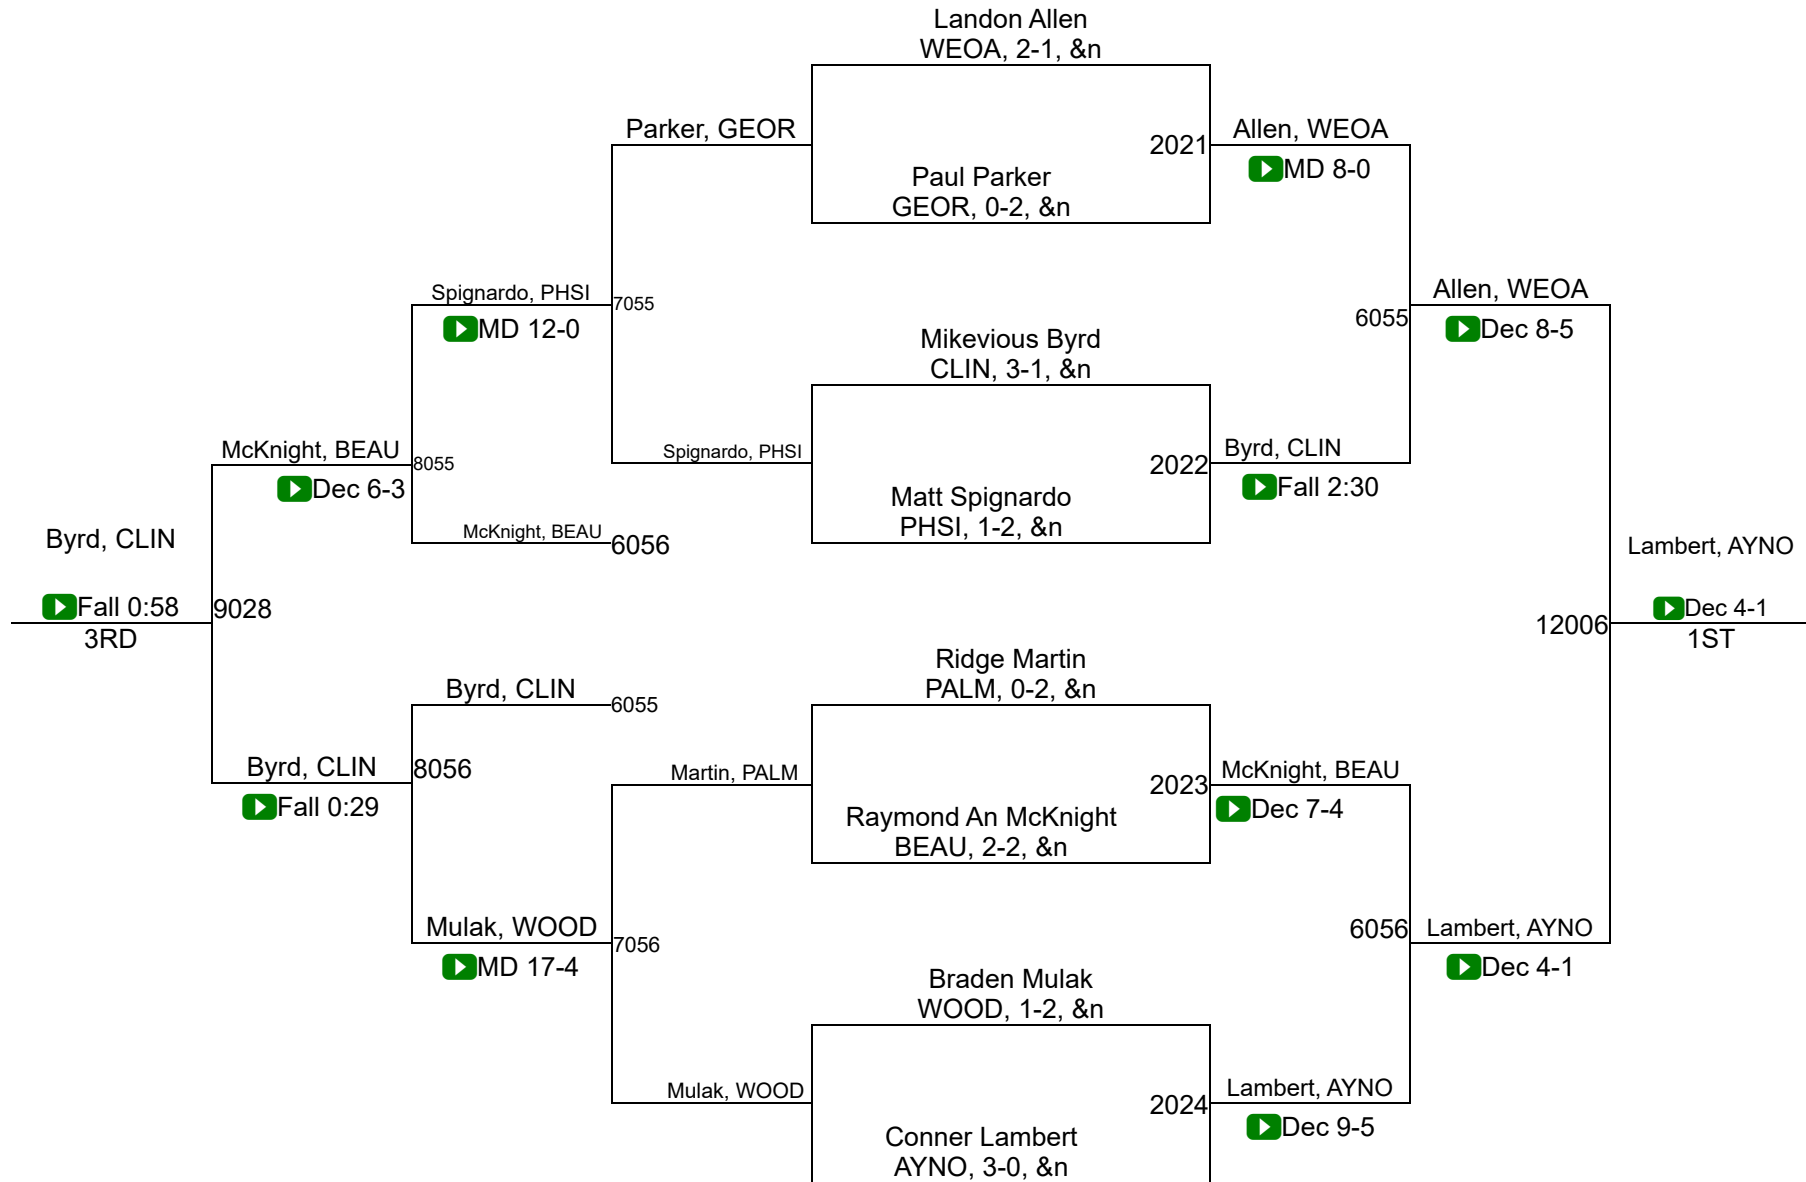 Landon Allen
WEOA, 2-1, &n
Parker, GEOR
2021
Allen, WEOA
MD 8-0
Paul Parker
GEOR, 0-2, &n
Spignardo, PHSI
7055
MD 12-0
Allen, WEOA
6055
Dec 8-5
Mikevious Byrd
CLIN, 3-1, &n
McKnight, BEAU
8055
Dec 6-3
Spignardo, PHSI
2022
Byrd, CLIN
Fall 2:30
Matt Spignardo
PHSI, 1-2, &n
McKnight, BEAU
6056
Byrd, CLIN
Fall 0:58
9028
3RD
Lambert, AYNO
12006
Dec 4-1
1ST
Ridge Martin
PALM, 0-2, &n
Byrd, CLIN
6055
Byrd, CLIN
8056
Fall 0:29
Martin, PALM
2023
McKnight, BEAU
Dec 7-4
Raymond An McKnight
BEAU, 2-2, &n
Mulak, WOOD
7056
MD 17-4
6056
Lambert, AYNO
Dec 4-1
Braden Mulak
WOOD, 1-2, &n
Mulak, WOOD
2024
Lambert, AYNO
Dec 9-5
Conner Lambert
AYNO, 3-0, &n